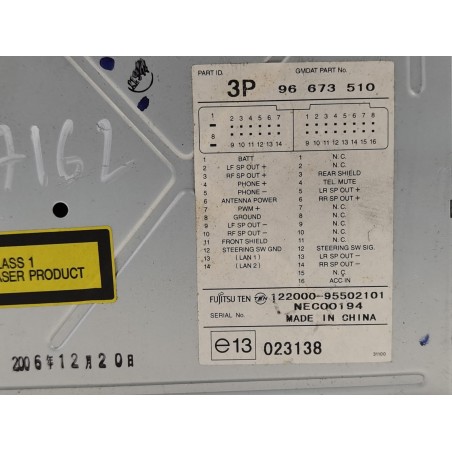 PART ID. GMDAT PART No.
3P 96 673 510
1 2 3 4 5 6 7 1 2 3 4 5 6 7 8
8 9 10 11 12 13 14 9 10 11 12 13 14 15 16
1 BATT 1 N.C.
2 LF SP OUT + 2 N.C.
3 RF SP OUT + 3 REAR SHIELD
4 PHONE + 4 TEL MUTE
5 PHONE - 5 LR SP OUT +
6 ANTENNA POWER 6 RR SP OUT +
7 PWM + 7 N.C.
8 GROUND 8 N.C.
9 LF SP OUT - 9 N.C.
10 RF SP OUT - 10 N.C.
11 FRONT SHIELD 11 N.C.
12 STEERING SW GND 12 STEERING SW SIG.
13 (LAN 1) 13 LR SP OUT -
14 (LAN 2) 14 RR SP OUT -
15 N.C
16 ACC IN
FUJITSU TEN 122000-95502101
NEC00194
SERIAL No. MADE IN CHINA
e13 023138
7162
LASS 1
ASER PRODUCT
2006年12月20日